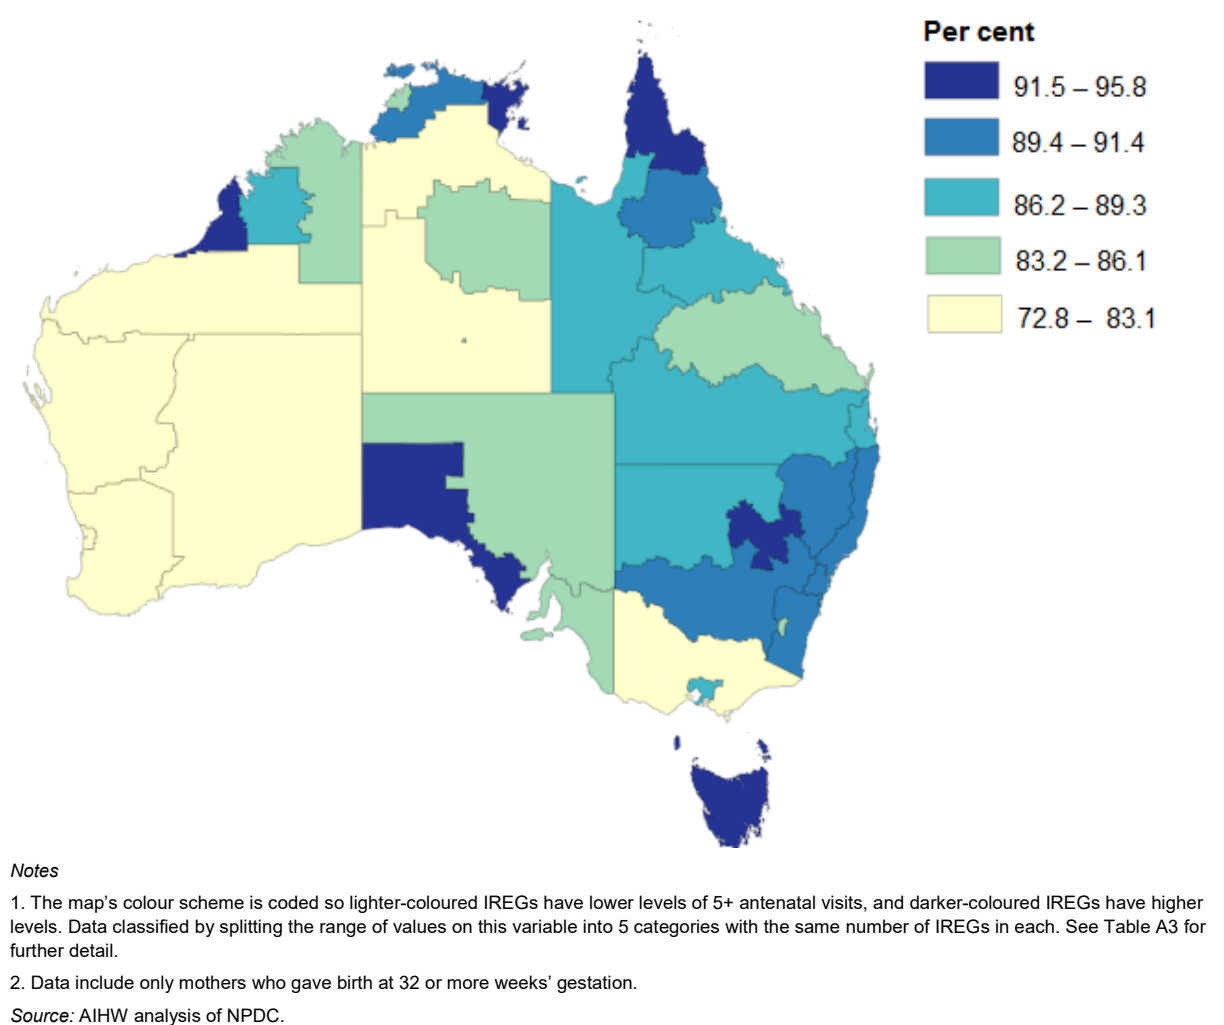 Per cent
91.5 – 95.8
89.4 – 91.4
86.2 – 89.3
83.2 – 86.1
72.8 – 83.1
Notes
1. The map’s colour scheme is coded so lighter-coloured IREGs have lower levels of 5+ antenatal visits, and darker-coloured IREGs have higher
levels. Data classified by splitting the range of values on this variable into 5 categories with the same number of IREGs in each. See Table A3 for
further detail.
2. Data include only mothers who gave birth at 32 or more weeks’ gestation.
Source: AIHW analysis of NPDC.